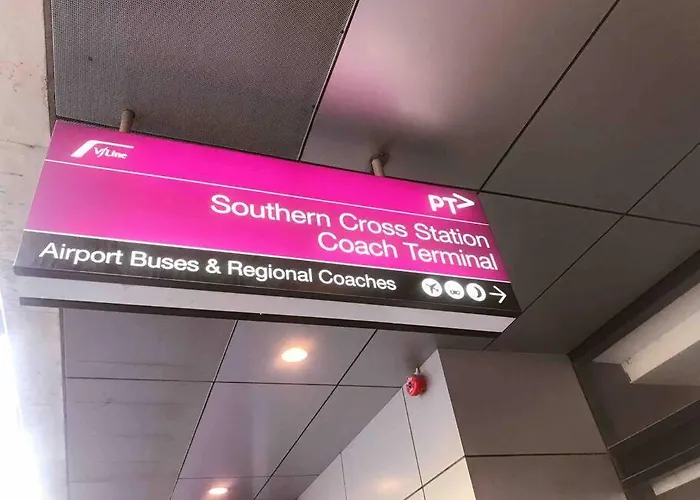 V/Line
PT>
Southern Cross Station
Coach Terminal
Airport Buses & Regional Coaches